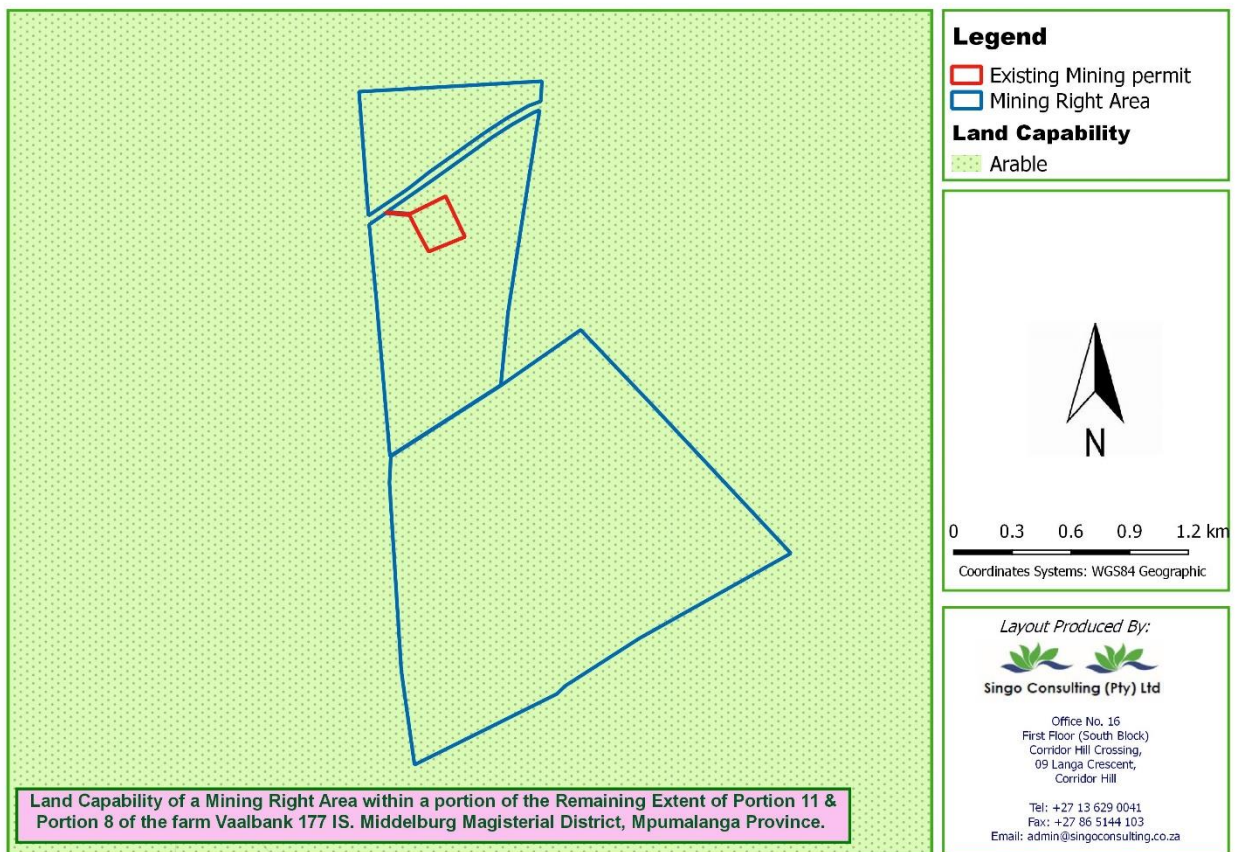 Legend
Existing Mining permit
Mining Right Area
Land Capability
Arable
N
0 0.3 0.6 0.9 1.2 km
Coordinates Systems: WGS84 Geographic
Layout Produced By:
Singo Consulting (Pty) Ltd
Office No. 16
First Floor (South Block)
Corridor Hill Crossing,
09 Langa Crescent,
Corridor Hill
Tel: +27 13 629 0041
Fax: +27 86 5144 103
Email: admin@singoconsulting.co.za
Land Capability of a Mining Right Area within a portion of the Remaining Extent of Portion 11 &
Portion 8 of the farm Vaalbank 177 IS. Middelburg Magisterial District, Mpumalanga Province.